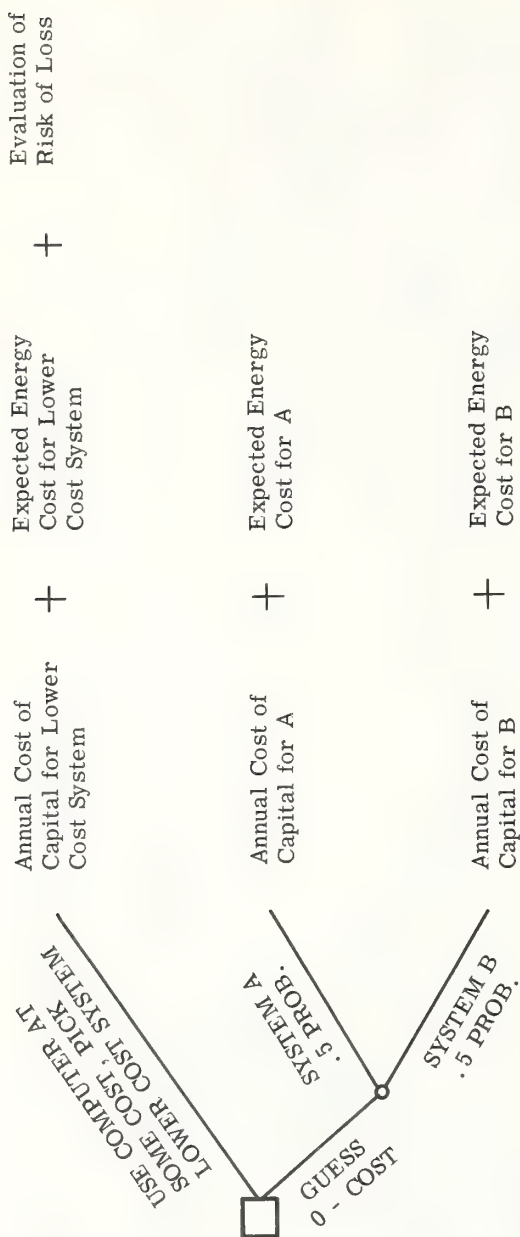 USE COMPUTER AT
SOME COST, PICK
LOWER COST SYSTEM
Annual Cost of
Capital for Lower
Cost System
+
Expected Energy
Cost for Lower
Cost System
+
Evaluation of
Risk of Loss
GUESS
0 - COST
SYSTEM A
.5 PROB.
Annual Cost of
Capital for A
+
Expected Energy
Cost for A
SYSTEM B
.5 PROB.
Annual Cost of
Capital for B
+
Expected Energy
Cost for B